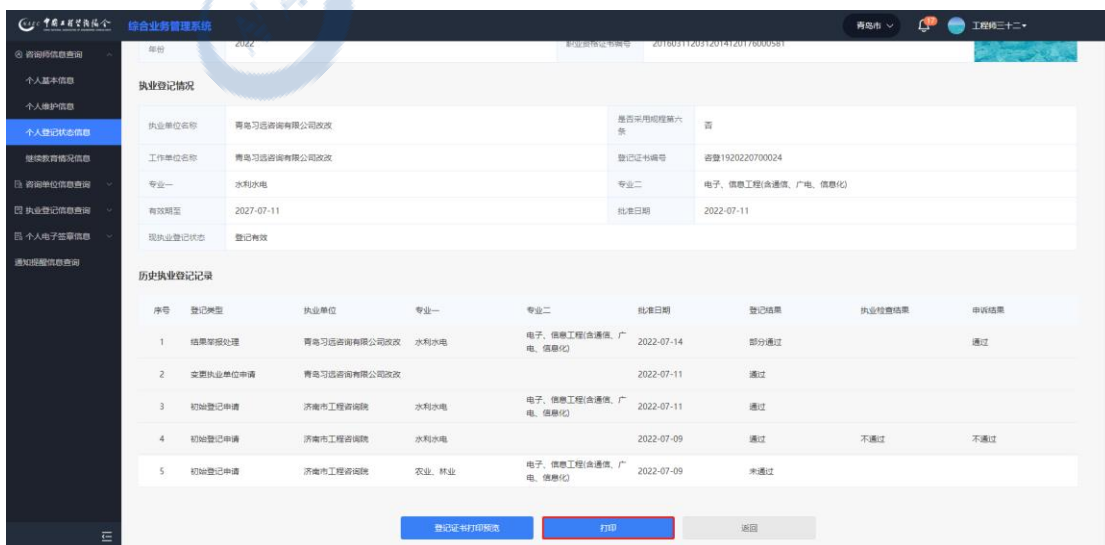 综合业务管理系统
青岛市
17
工程师三十二
咨询师信息查询
个人基本信息
个人维护信息
个人登记状态信息
继续教育情况信息
咨询单位信息查询
执业登记信息查询
个人电子签章信息
通知提醒信息查询
年份 2022 职业资格证书编号 20160311203120141201760005​81
执业登记情况
执业单位名称 青岛习远咨询有限公司改改 是否采用规程第六条 否
工作单位名称 青岛习远咨询有限公司改改 登记证书编号 咨登1920220700024
专业一 水利水电 专业二 电子、信息工程(含通信、广电、信息化)
有效期至 2027-07-11 批准日期 2022-07-11
现执业登记状态 登记有效
历史执业登记记录
序号 登记类型 执业单位 专业一 专业二 批准日期 登记结果 执业检查结果 申诉结果
1 结果举报处理 青岛习远咨询有限公司改改 水利水电 电子、信息工程(含通信、广电、信息化) 2022-07-14 部分通过 通过
2 变更执业单位申请 青岛习远咨询有限公司改改 2022-07-11 通过
3 初始登记申请 济南市工程咨询院 水利水电 电子、信息工程(含通信、广电、信息化) 2022-07-11 通过
4 初始登记申请 济南市工程咨询院 水利水电 2022-07-09 通过 不通过 不通过
5 初始登记申请 济南市工程咨询院 农业、林业 电子、信息工程(含通信、广电、信息化) 2022-07-09 未通过
登记证书打印预览 打印 返回